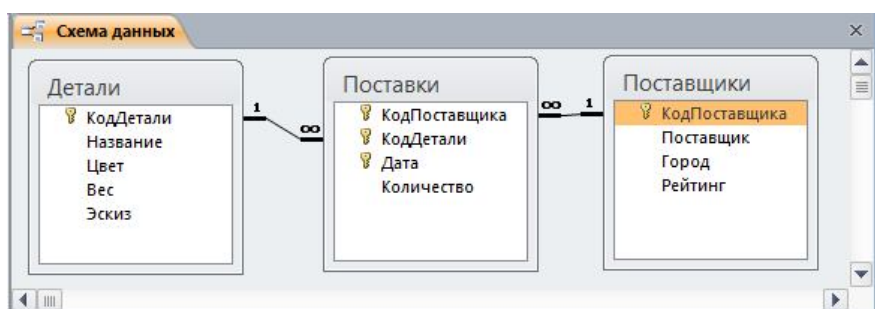 Схема данных
Детали
КодДетали
Название
Цвет
Вес
Эскиз
1
∞
Поставки
КодПоставщика
КодДетали
Дата
Количество
∞
1
Поставщики
КодПоставщика
Поставщик
Город
Рейтинг